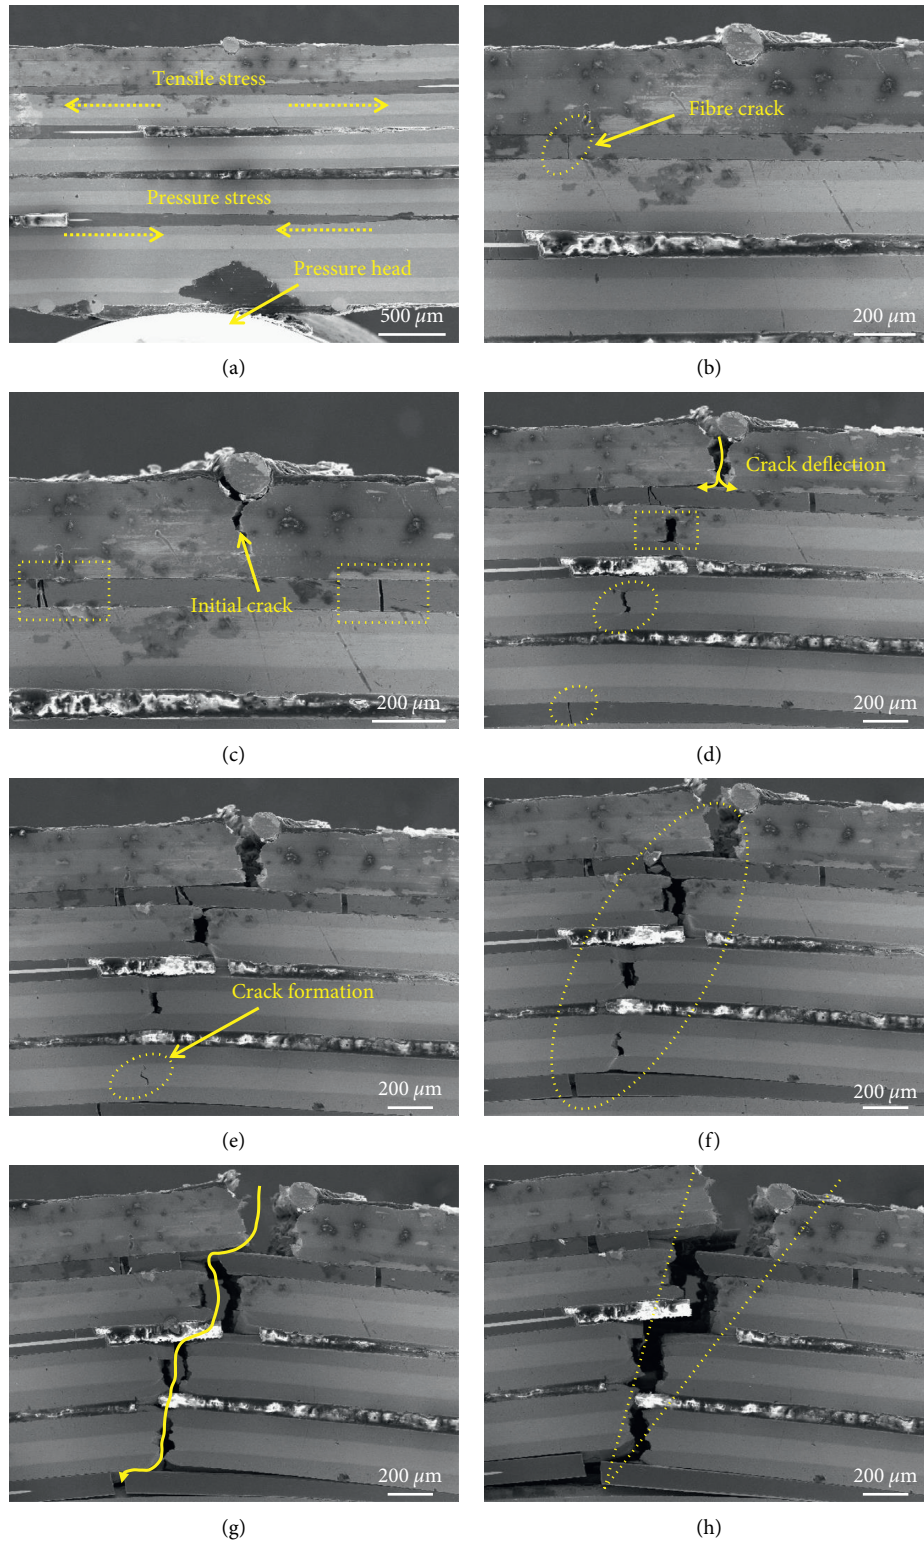 Tensile stress
Pressure stress
Pressure head
500 µm
(a)
Fibre crack
200 µm
(b)
Initial crack
200 µm
(c)
Crack deflection
200 µm
(d)
Crack formation
200 µm
(e)
200 µm
(f)
200 µm
(g)
200 µm
(h)